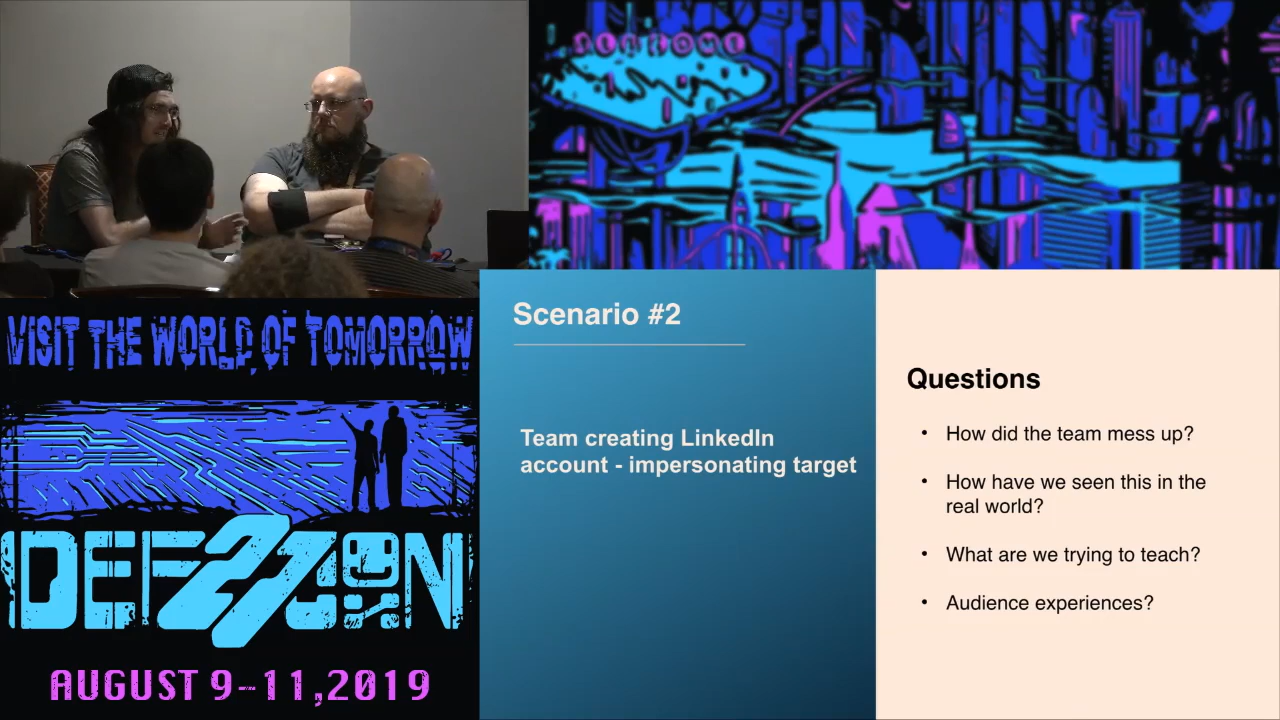 WELCOME
VISIT THE WORLD OF TOMORROW
DEF 27 CON
AUGUST 9-11,2019
Scenario #2
Team creating LinkedIn
account - impersonating target
Questions
• How did the team mess up?
• How have we seen this in the
real world?
• What are we trying to teach?
• Audience experiences?